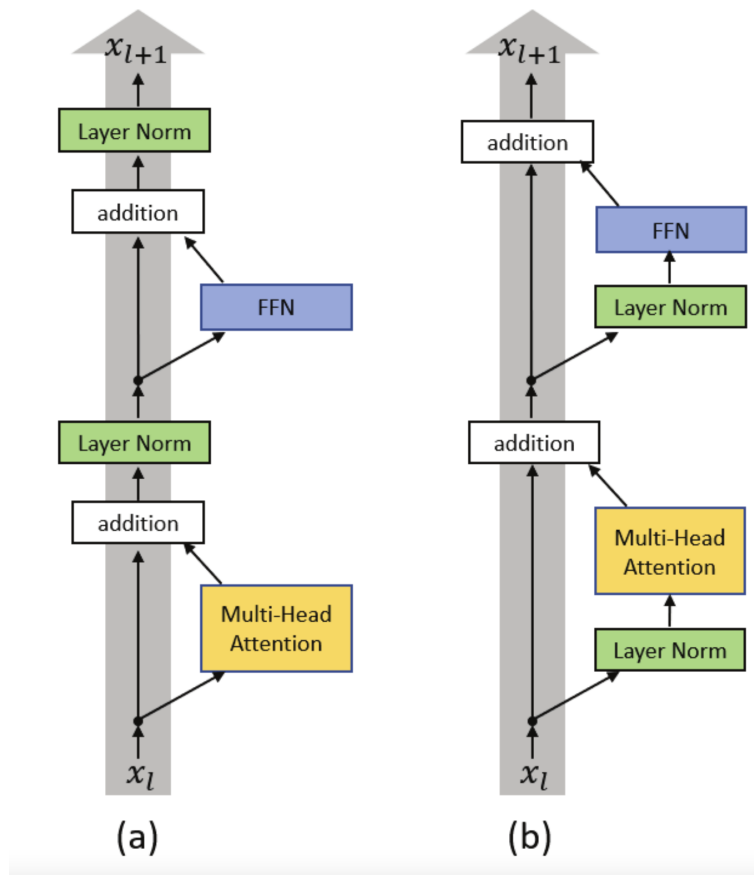 x_{l+1}
Layer Norm
addition
FFN
Layer Norm
addition
Multi-Head
Attention
x_l
(a)
x_{l+1}
addition
FFN
Layer Norm
addition
Multi-Head
Attention
Layer Norm
x_l
(b)